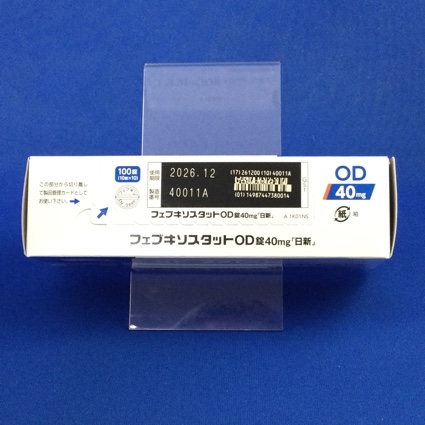 この部分から切り離し
て製品管理カードとして
お使い下さい
100錠
(10錠×10)
使用
期限
2026.12
製造
番号
40011A
(17)261200(10)40011A
(01)14987447380014
OD
40mg
紙
箱
フェブキソスタットOD錠40mg「日新」
A 1K01NS
フェブキソスタットOD錠40mg「日新」